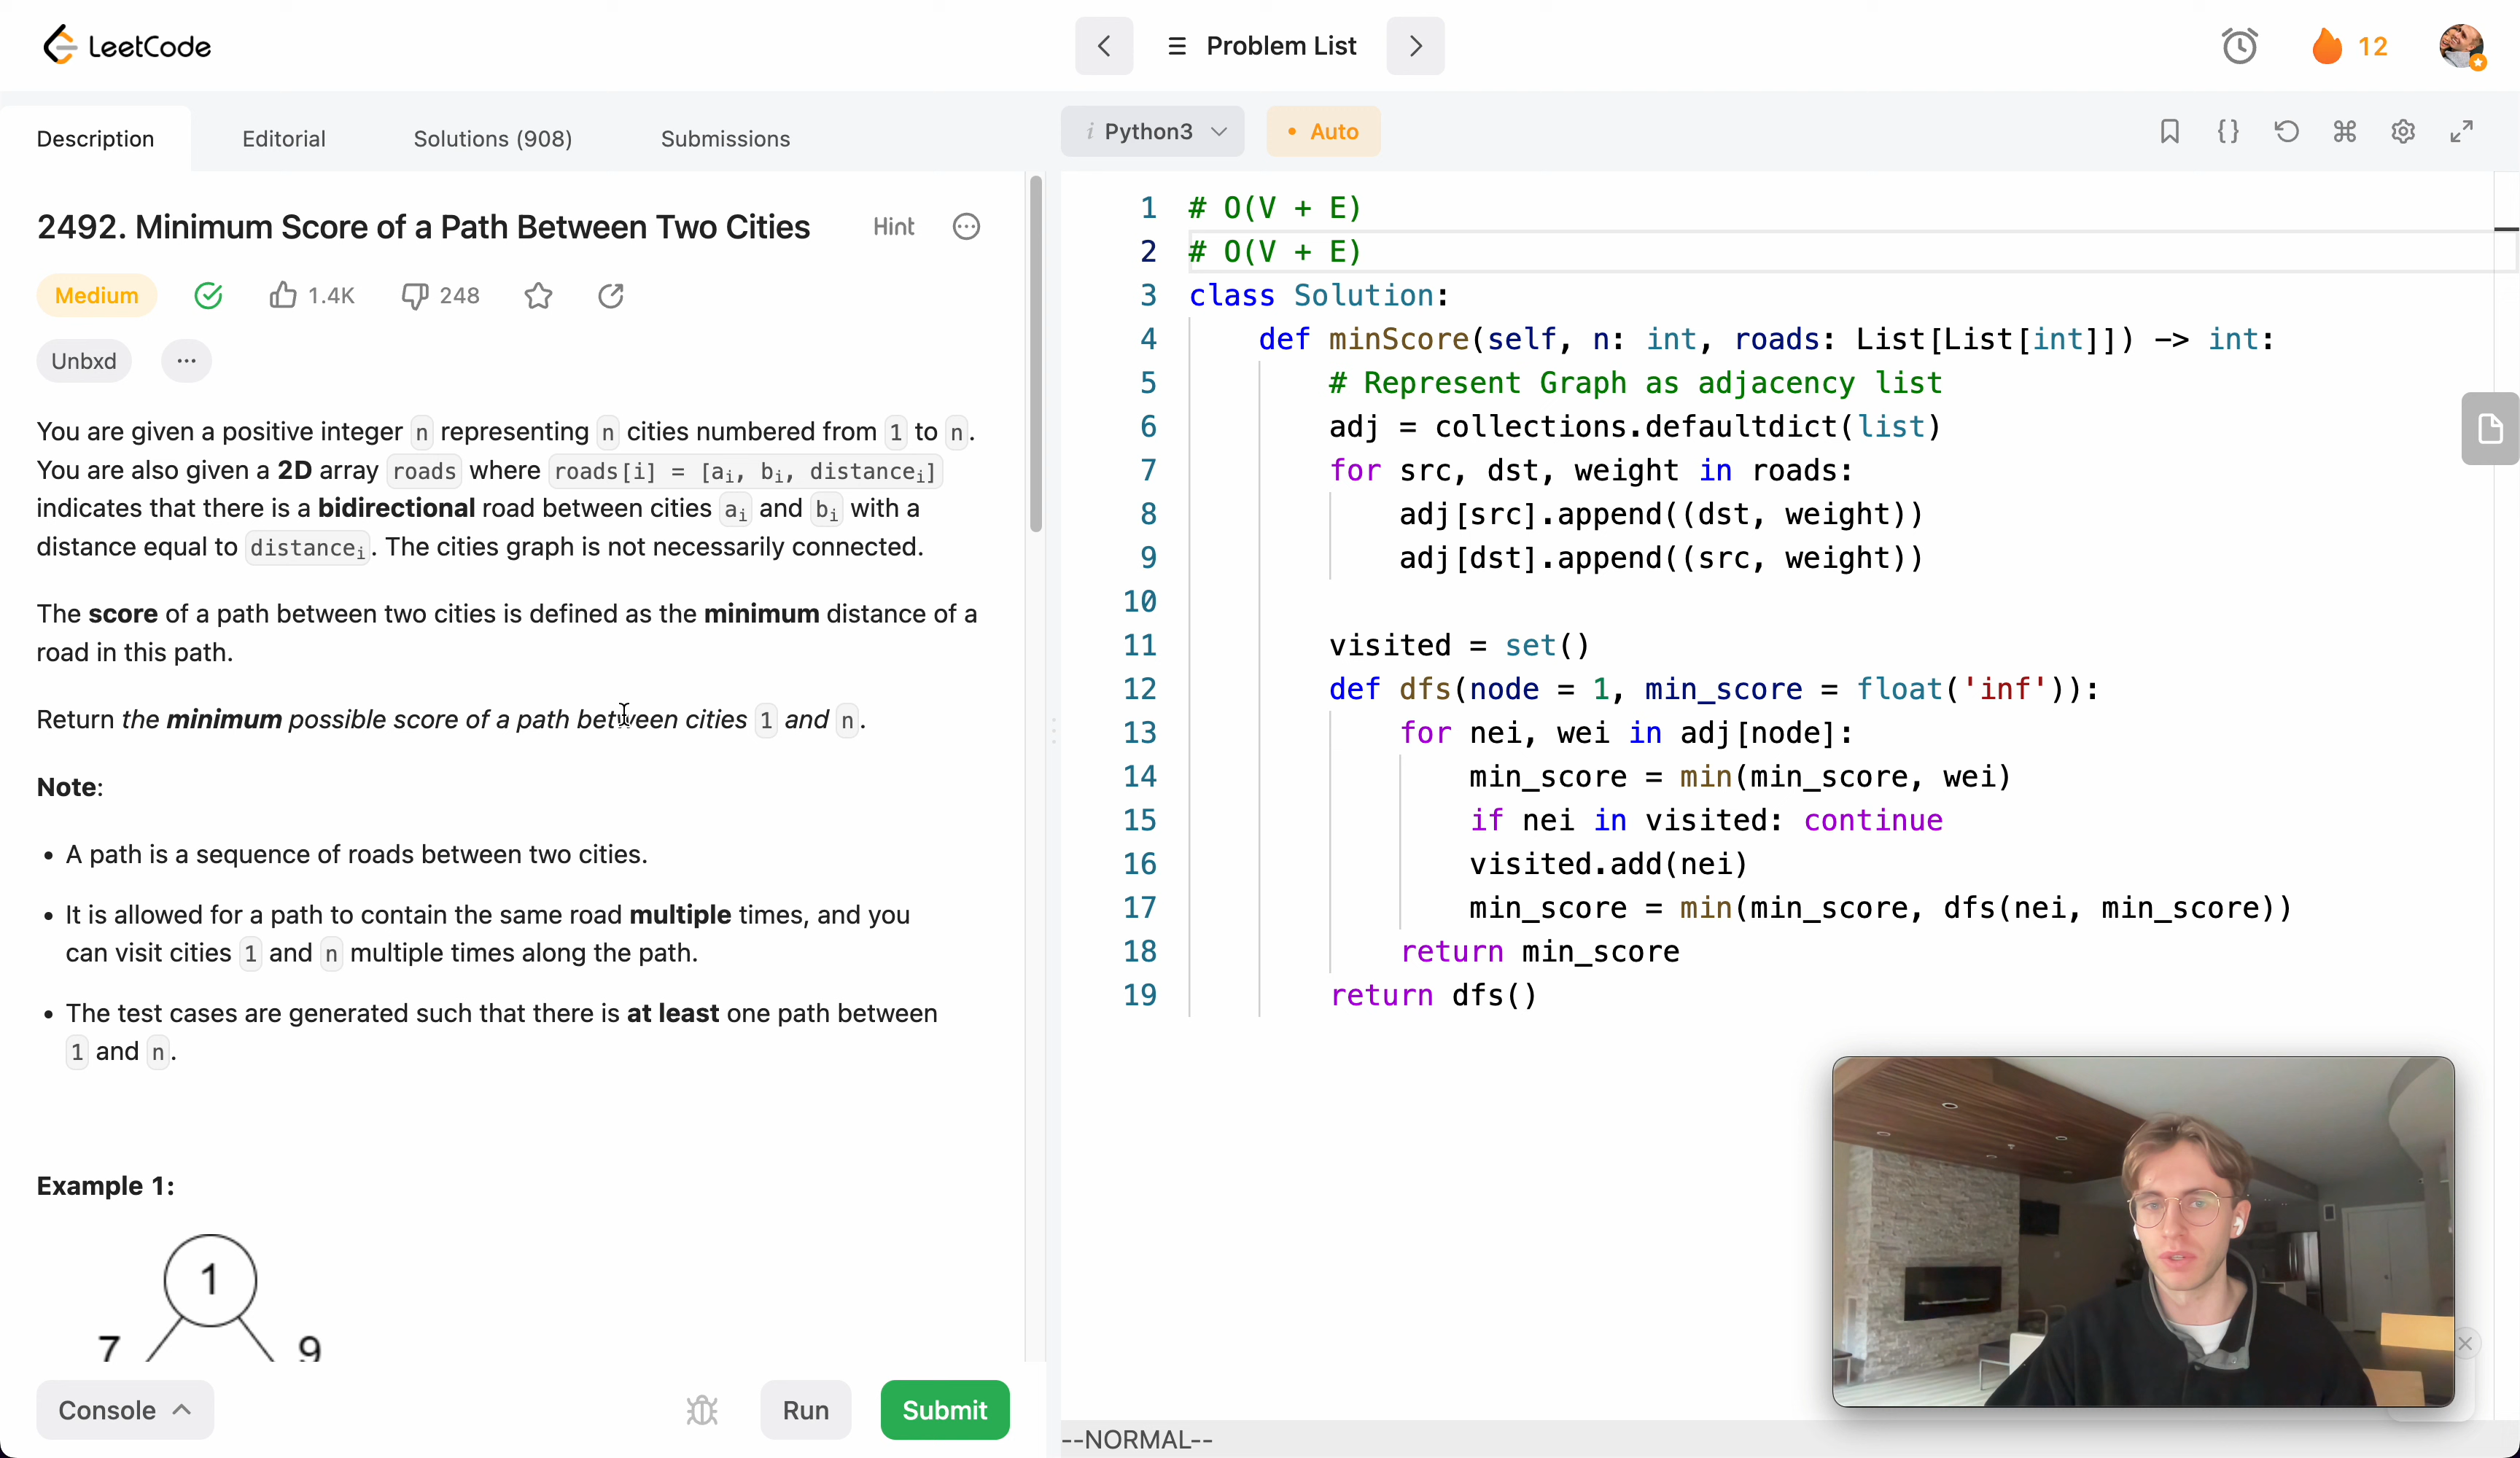 LeetCode
Problem List
12
Description
Editorial
Solutions (908)
Submissions
i Python3
• Auto
2492. Minimum Score of a Path Between Two Cities
Hint
Medium
1.4K
248
Unbxd
...
You are given a positive integer n representing n cities numbered from 1 to n.
You are also given a 2D array roads where roads[i] = [ai, bi, distancei]
indicates that there is a bidirectional road between cities ai and bi with a
distance equal to distancei. The cities graph is not necessarily connected.
The score of a path between two cities is defined as the minimum distance of a
road in this path.
Return the minimum possible score of a path between cities 1 and n.
Note:
• A path is a sequence of roads between two cities.
• It is allowed for a path to contain the same road multiple times, and you
can visit cities 1 and n multiple times along the path.
• The test cases are generated such that there is at least one path between
1 and n.
Example 1:
1
7
9
Console
Run
Submit
1 # O(V + E)
2 # O(V + E)
3 class Solution:
4 def minScore(self, n: int, roads: List[List[int]]) -> int:
5 # Represent Graph as adjacency list
6 adj = collections.defaultdict(list)
7 for src, dst, weight in roads:
8 adj[src].append((dst, weight))
9 adj[dst].append((src, weight))
10
11 visited = set()
12 def dfs(node = 1, min_score = float('inf')):
13 for nei, wei in adj[node]:
14 min_score = min(min_score, wei)
15 if nei in visited: continue
16 visited.add(nei)
17 min_score = min(min_score, dfs(nei, min_score))
18 return min_score
19 return dfs()
--NORMAL--